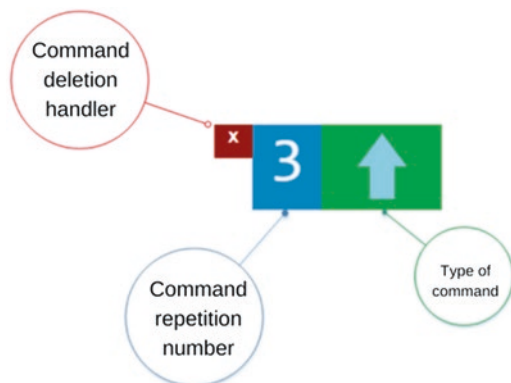 Command
deletion
handler
x
3
Command
repetition
number
Type of
command